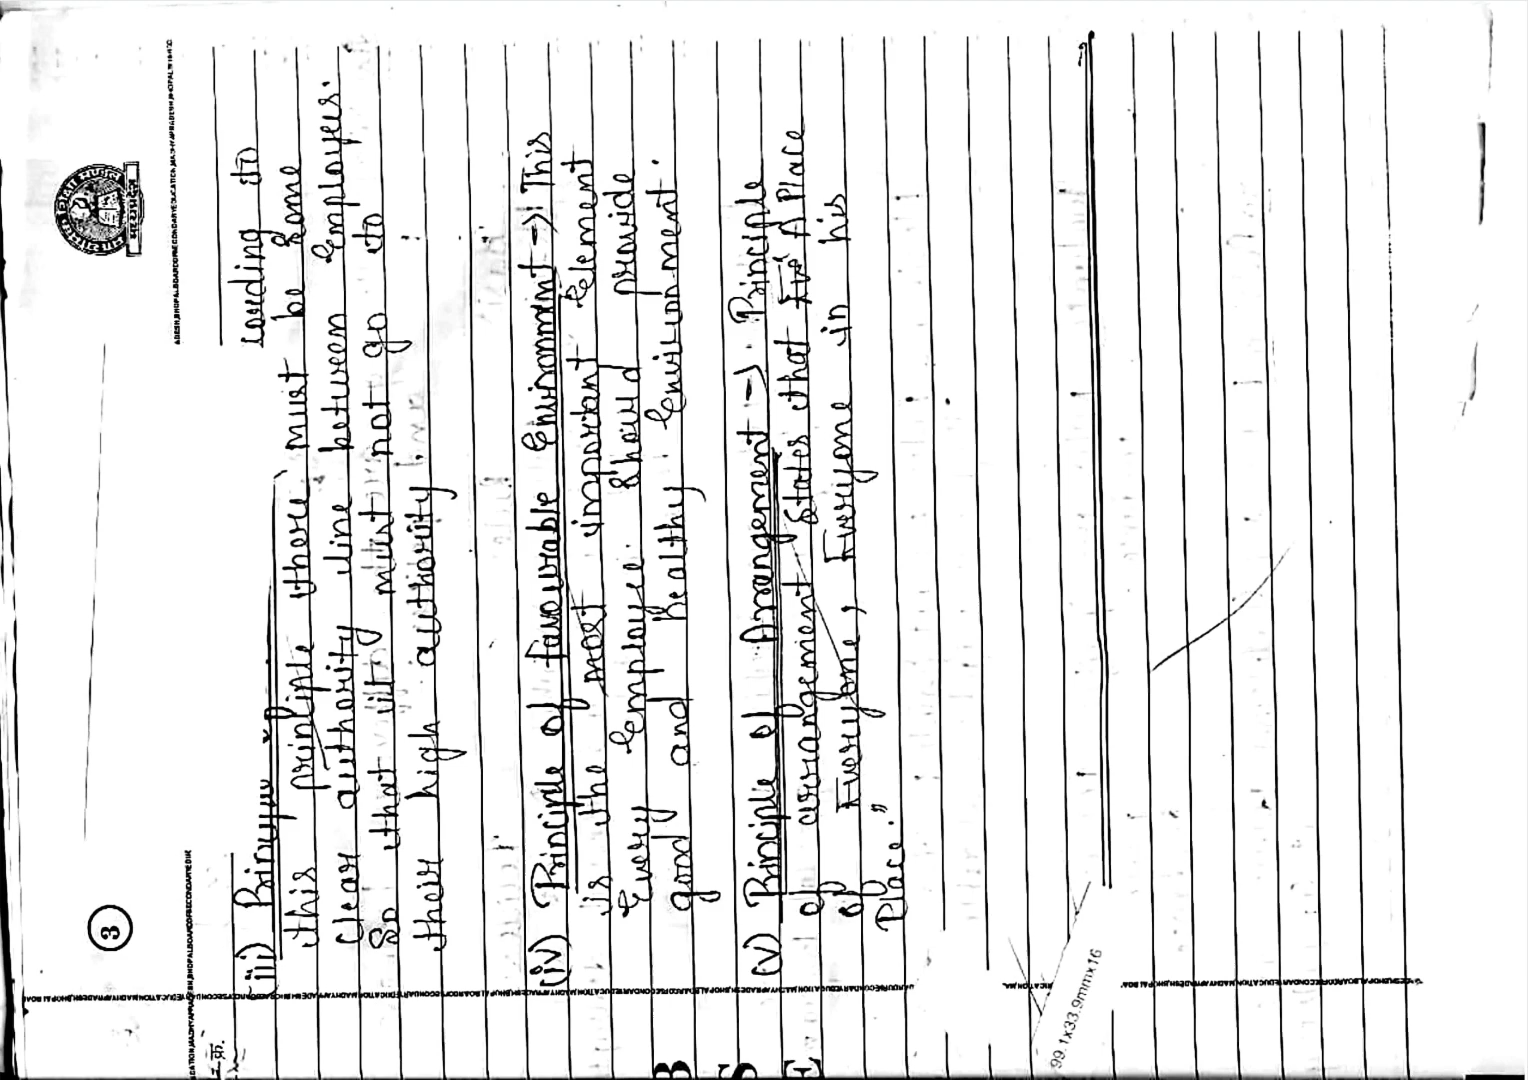 3
(iii) Principle
cording to
this principle there must be some
clear authority line between Employees.
So that vit must not go to
their high authority.
(iv) Principle of favourable Environment → This
is the most important Element
Every Employee should provide
good and healthy Environment.
(v) Principle of Arrangement → Principle
of arrangement States that A Place
of Everyone, Everyone in his
Place."
B
S
E
99.1x33.9mmx16